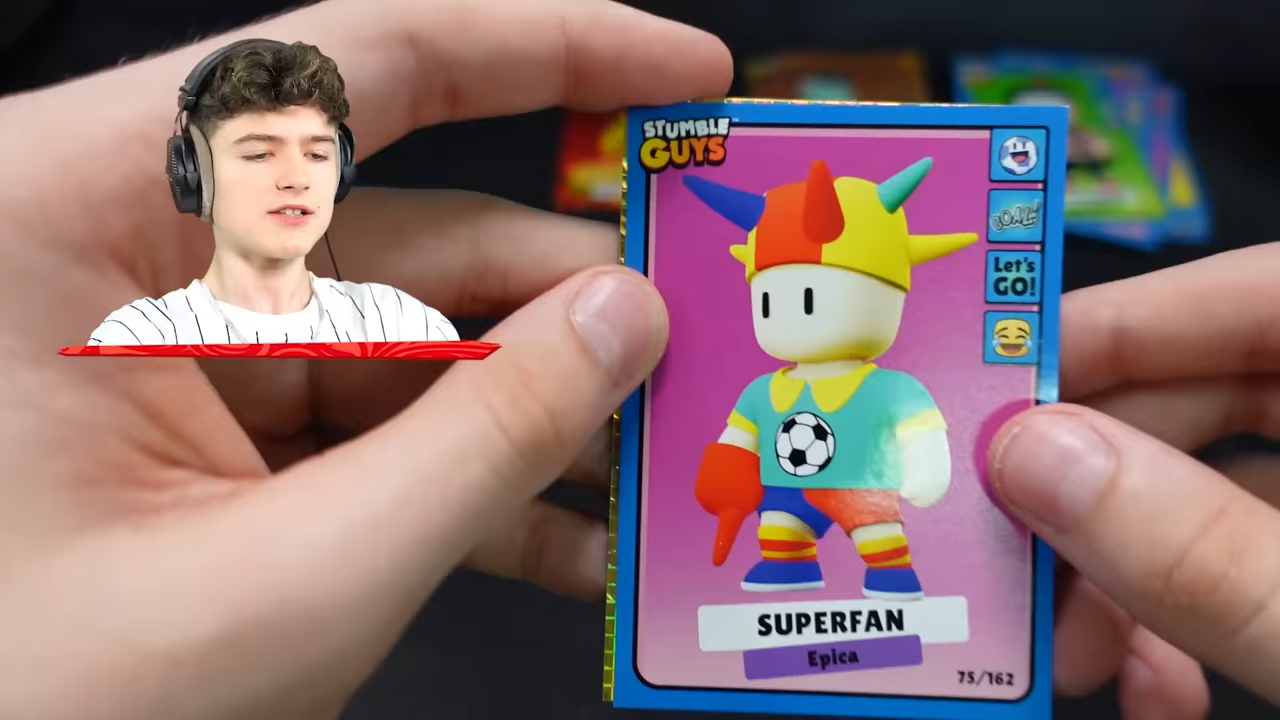 STUMBLE
GUYS
GOAL!
Let's
GO!
SUPERFAN
Epica
75/162